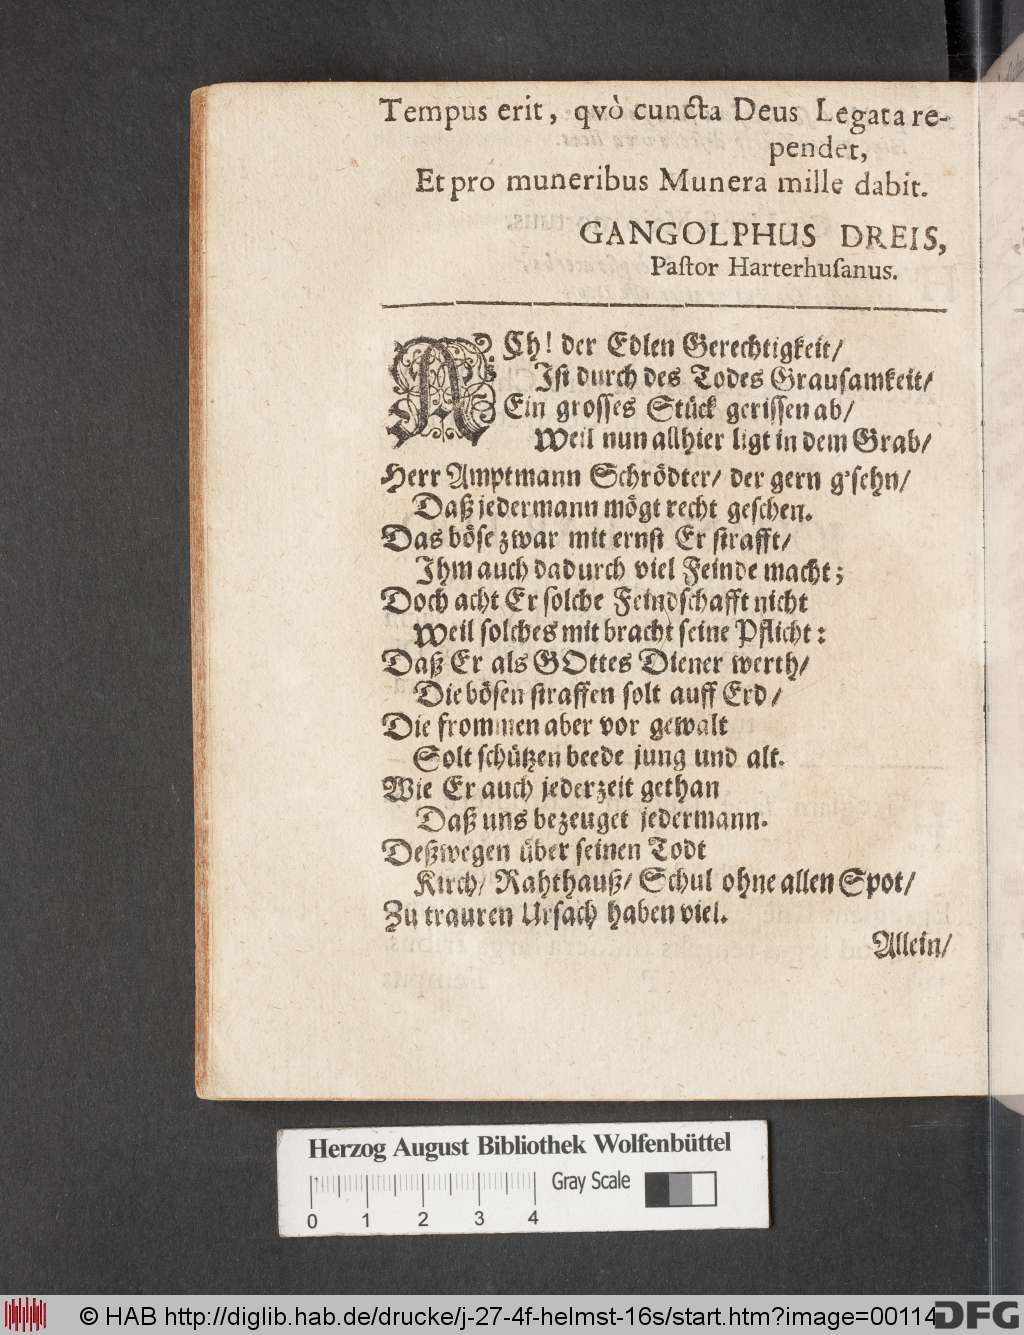 Tempus erit, qvò cuncta Deus Legata re-
pendet,
Et pro muneribus Munera mille dabit.
GANGOLPHUS DREIS,
Paſtor Harterhuſanus.
ACh! der Edlen Gerechtigkeit/
Iſt durch des Todes Grauſamkeit/
Ein groſſes Stück geriſſen ab/
Weil nun allhier ligt in dem Grab/
Herr Amptmann Schrödter/ der gern g'ſehn/
Daß jedermann mögt recht geſchen.
Das böſe zwar mit ernſt Er ſtrafft/
Ihm auch dadurch viel Feinde macht;
Doch acht Er ſolche Feindſchafft nicht
Weil ſolches mit bracht ſeine Pflicht:
Daß Er als GOttes Diener werth/
Die böſen ſtraffen ſolt auff Erd/
Die frommen aber vor gewalt
Solt ſchützen beede jung und alt.
Wie Er auch jederzeit gethan
Daß uns bezeuget jedermann.
Deßwegen über ſeinen Todt
Kirch/ Rahthauß/ Schul ohne allen Spot/
Zu trauren Urſach haben viel.
Allein/
Herzog August Bibliothek Wolfenbüttel
Gray Scale
0 1 2 3 4
© HAB http://diglib.hab.de/drucke/j-27-4f-helmst-16s/start.htm?image=00114
DFG